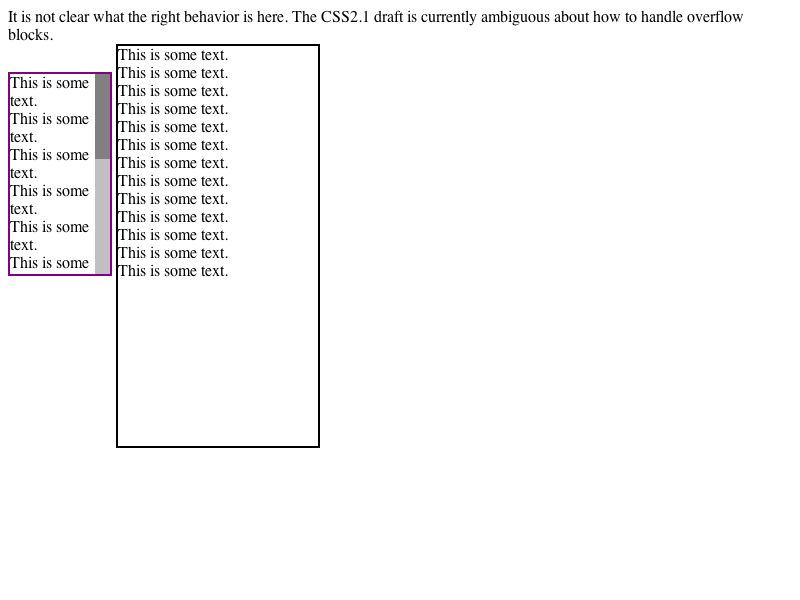 It is not clear what the right behavior is here. The CSS2.1 draft is currently ambiguous about how to handle overflow
blocks.
This is some
text.
This is some
text.
This is some
text.
This is some
text.
This is some
text.
This is some
This is some text.
This is some text.
This is some text.
This is some text.
This is some text.
This is some text.
This is some text.
This is some text.
This is some text.
This is some text.
This is some text.
This is some text.
This is some text.